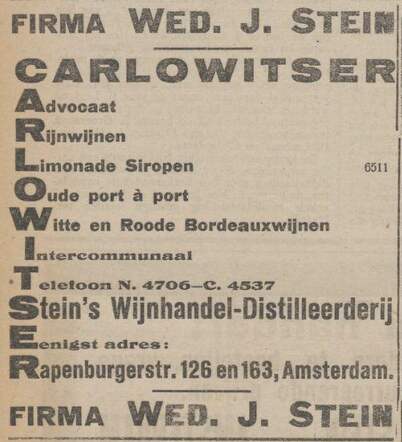 FIRMA WED. J. STEIN
CARLOWITSER
Advocaat
Rijnwijnen
Limonade Siropen 6511
Oude port à port
Witte en Roode Bordeauxwijnen
Intercommunaal
Telefoon N. 4706–C. 4537
Stein's Wijnhandel-Distilleerderij
Eenigst adres:
Rapenburgerstr. 126 en 163, Amsterdam.
FIRMA WED. J. STEIN